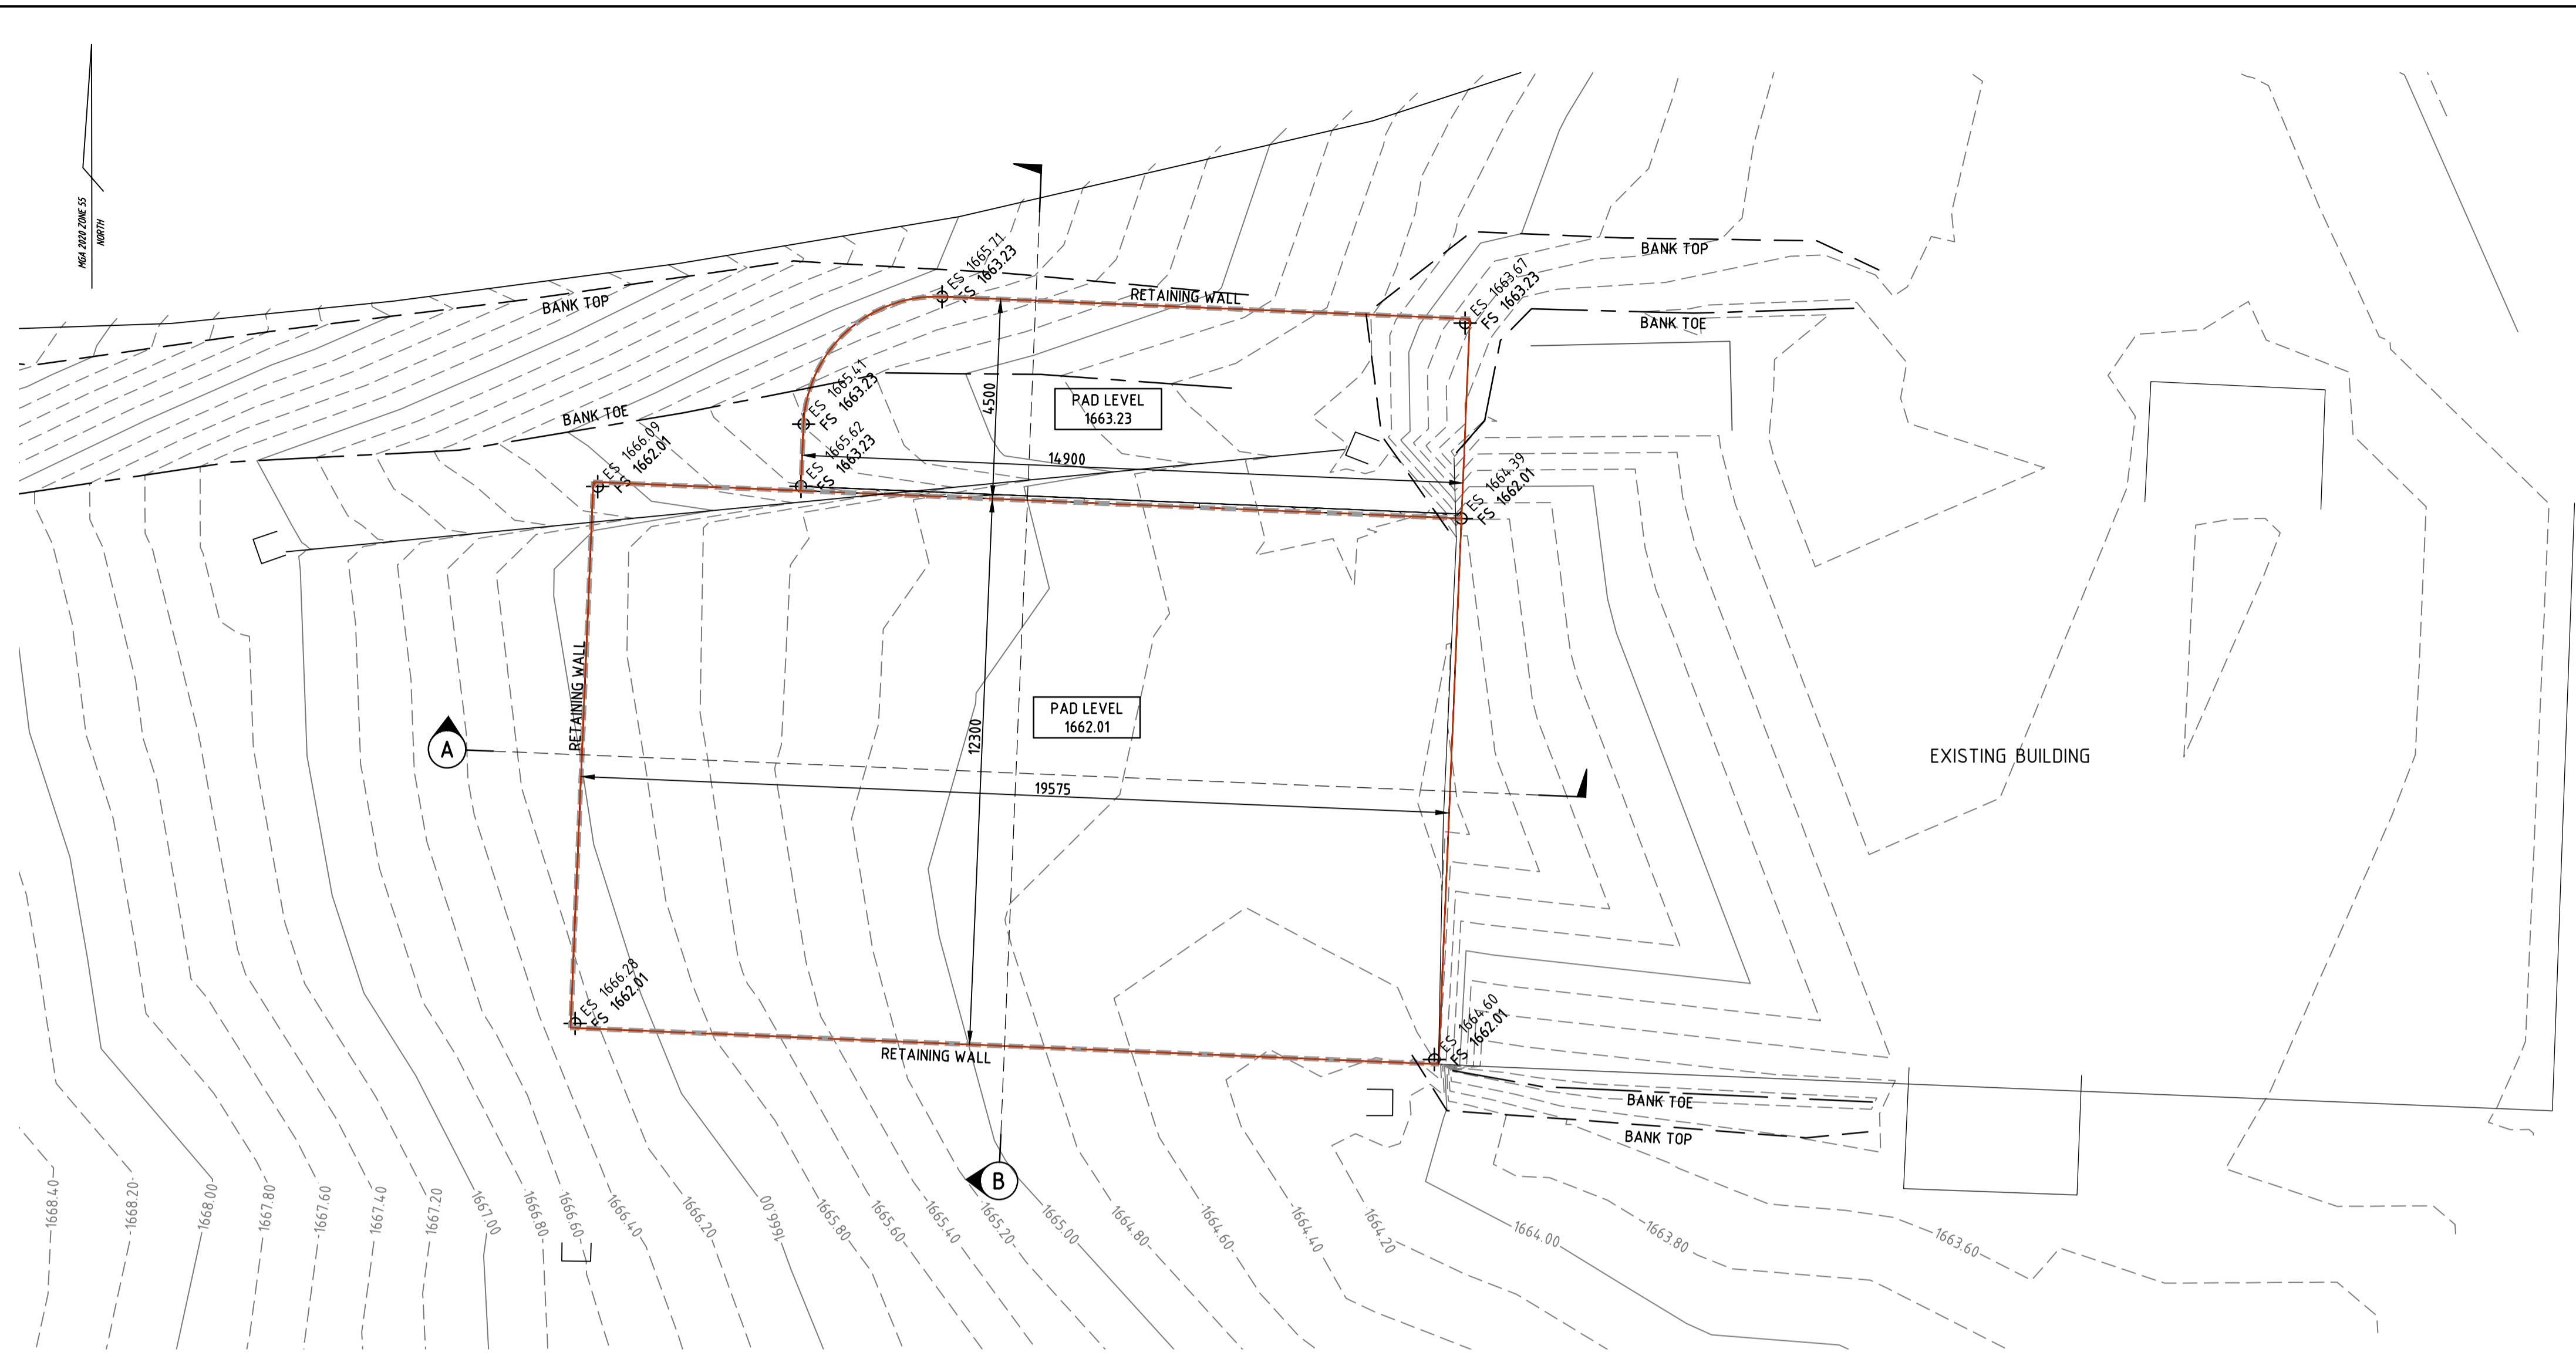 MGA 2020 ZONE 55
NORTH
ES 1665.71
FS 1663.23
BANK TOP
RETAINING WALL
ES 1663.67
FS 1663.23
BANK TOP
BANK TOE
ES 1665.41
FS 1663.23
4500
PAD LEVEL
1663.23
BANK TOE
ES 1666.09
FS 1662.01
ES 1665.62
FS 1663.23
14900
ES 1664.39
FS 1662.01
RETAINING WALL
PAD LEVEL
1662.01
12300
A
19575
EXISTING BUILDING
ES 1666.28
FS 1662.01
ES 1664.60
FS 1662.01
RETAINING WALL
BANK TOE
BANK TOP
B
1668.40
1668.20
1668.00
1667.80
1667.60
1667.40
1667.20
1667.00
1666.80
1666.60
1666.40
1666.20
1666.00
1665.80
1665.60
1665.40
1665.20
1665.00
1664.80
1664.60
1664.40
1664.20
1664.00
1663.80
1663.60